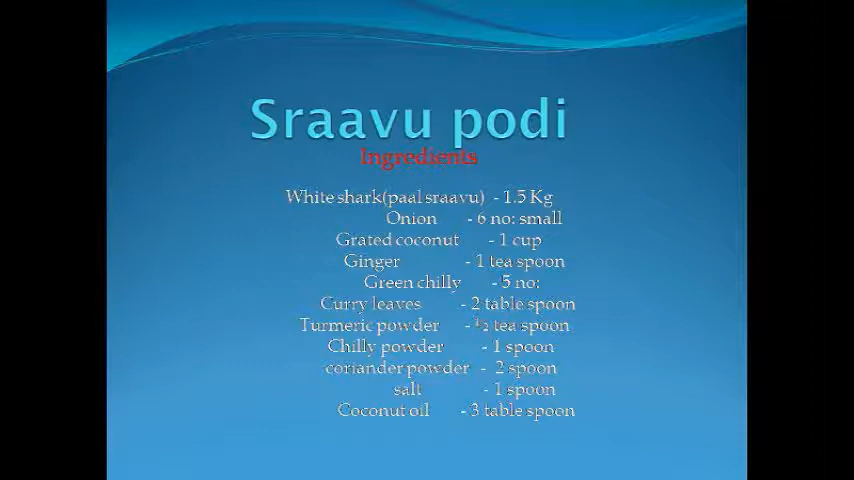 Sraavu podi
Ingredients
White shark(paal sraavu) - 1.5 Kg
Onion - 6 no: small
Grated coconut - 1 cup
Ginger - 1 tea spoon
Green chilly - 5 no:
Curry leaves - 2 table spoon
Turmeric powder - ½ tea spoon
Chilly powder - 1 spoon
coriander powder - 2 spoon
salt - 1 spoon
Coconut oil - 3 table spoon